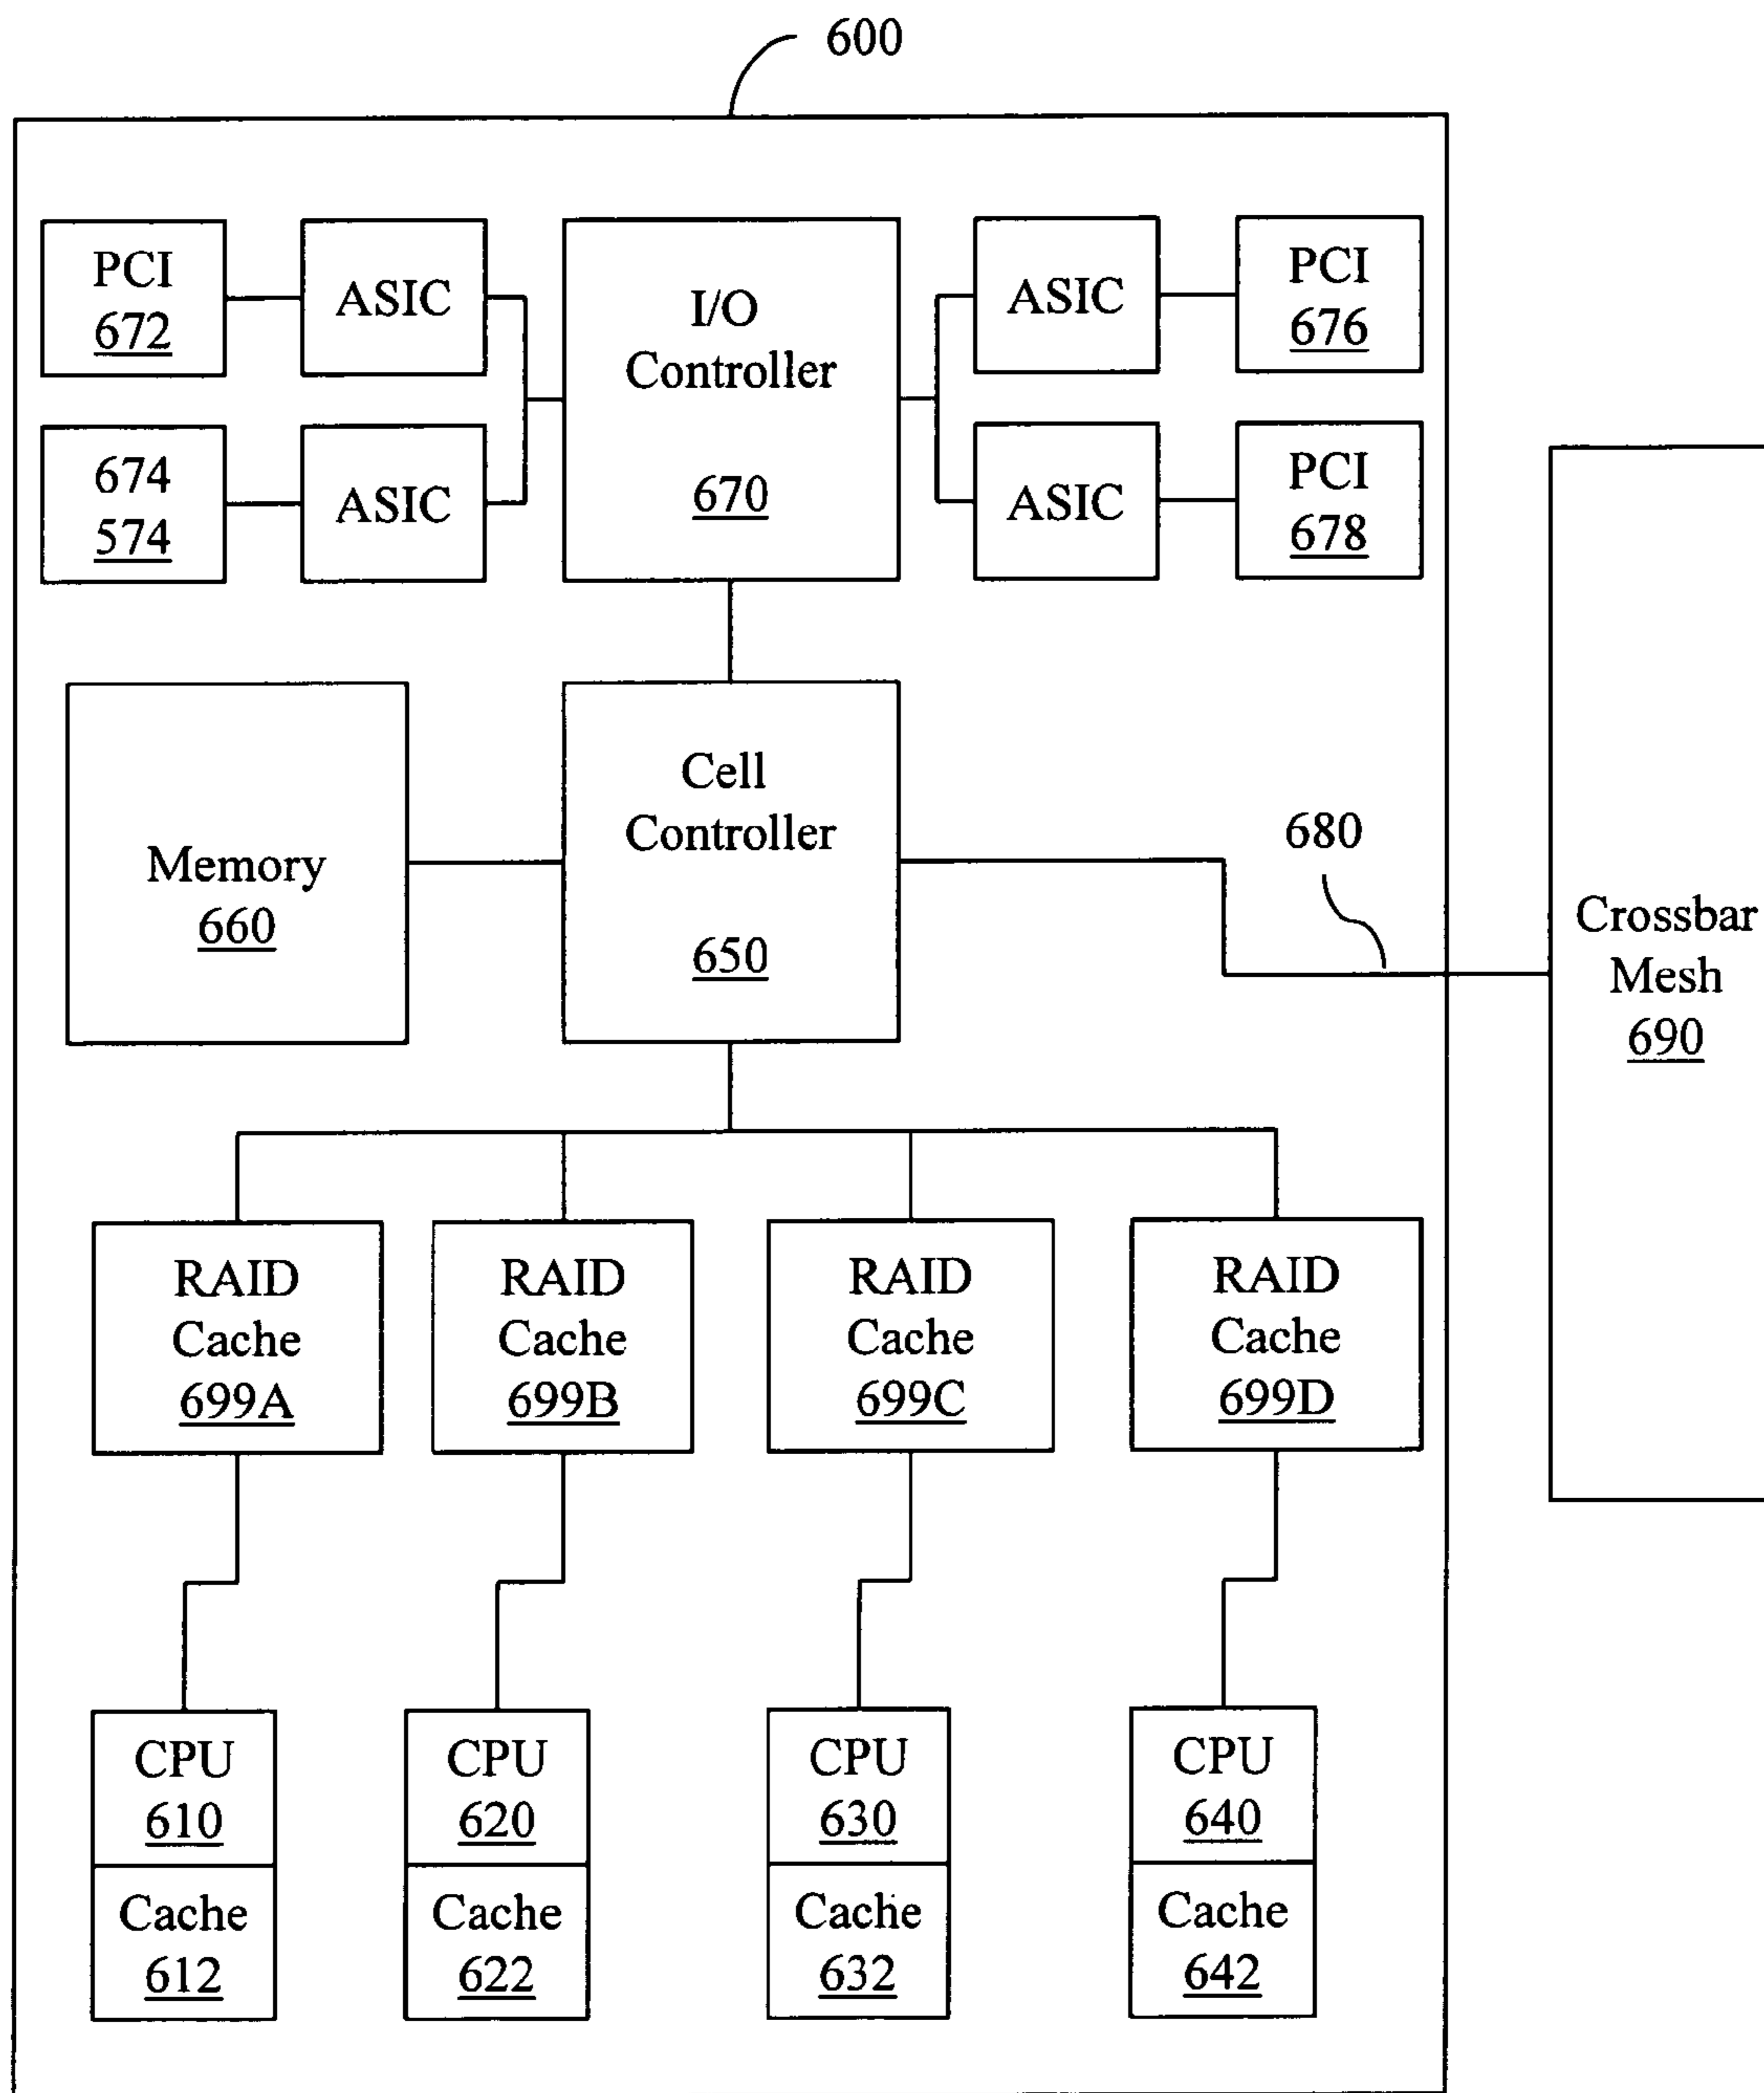 600
PCI
672
ASIC
I/O
Controller
670
ASIC
PCI
676
674
574
ASIC
ASIC
PCI
678
Memory
660
Cell
Controller
650
680
Crossbar
Mesh
690
RAID
Cache
699A
RAID
Cache
699B
RAID
Cache
699C
RAID
Cache
699D
CPU
610
Cache
612
CPU
620
Cache
622
CPU
630
Cache
632
CPU
640
Cache
642